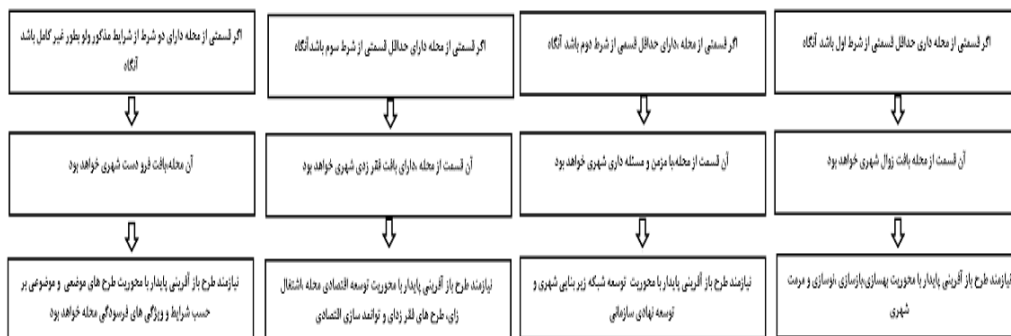 اگر قسمتی از محله داری حداقل قسمتی از شرط اول باشد آنگاه
آن قسمت از محله بافت زوال شهری خواهد بود
نیازمند طرح باز آفرینی پایدار با محوریت بهسازی،بازسازی ،نوسازی و مرمت
شهری
اگر قسمتی از محله ،دارای حداقل قسمی از شرط دوم باشد آنگاه
آن قسمت از محله،با مزمن و مسئله داری شهری خواهد بود
نیازمند طرح باز آفرینی پایدار با محوریت توسعه شبکه زیر بنایی شهری و
توسعه نهادی سازمانی
اگر قسمتی از محله دارای حداقل قسمتی از شرط سوم باشد،آنگاه
آن قسمت از محله ،دارای بافت فقر زدی شهری خواهد بود
نیازمند طرح باز آفرینی پایدار با محوریت توسعه اقتصادی محله ،اشتغال
زای، طرح های فقر زدای و توانمند سازی اقتصادی
اگر قسمتی از محله دارای دو شرط از شرایط مذکور ولو بطور غیر کامل باشد
آنگاه
آن محله،بافت فرو دست شهری خواهد بود
نیازمند طرح باز آفرینی پایدار با محوریت طرح های موضعی و موضوعی بر
حسب شرایط و ویژگی های فرسودگی محله خواهد بود